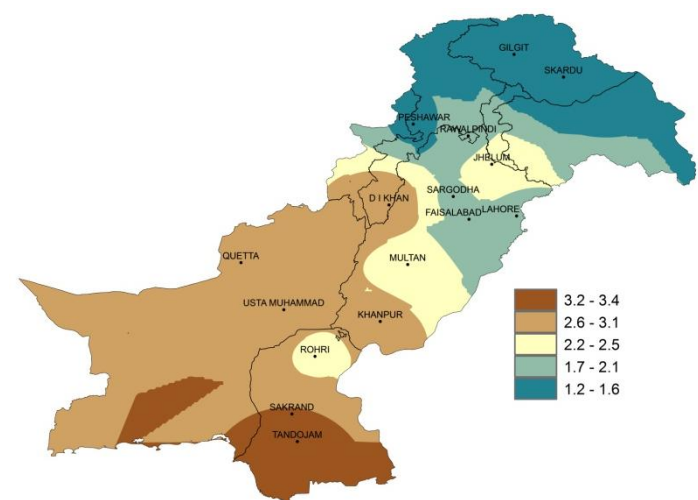 GILGIT
SKARDU
PESHAWAR
RAWALPINDI
JHELUM
SARGODHA
D I KHAN
FAISALABAD
LAHORE
QUETTA
MULTAN
USTA MUHAMMAD
KHANPUR
ROHRI
SAKRAND
TANDOJAM
3.2 - 3.4
2.6 - 3.1
2.2 - 2.5
1.7 - 2.1
1.2 - 1.6